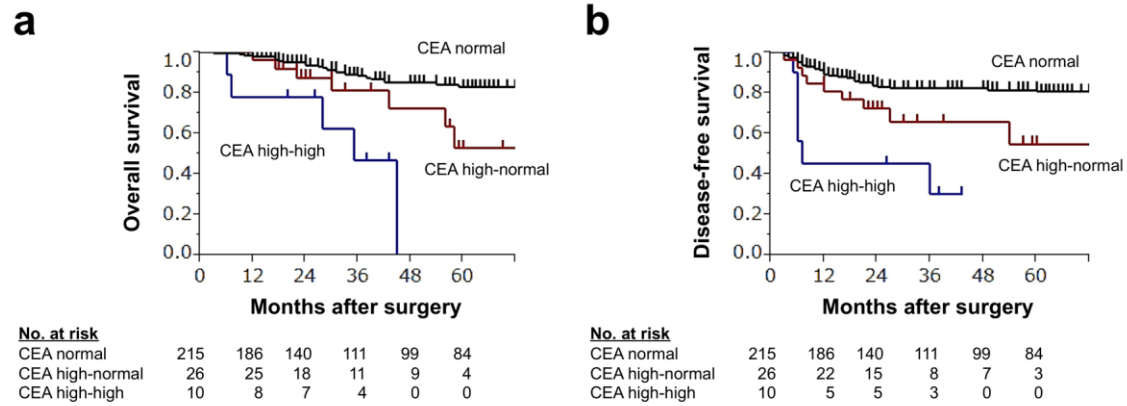 a
Overall survival
1.0
0.8
0.6
0.4
0.2
0.0
CEA normal
CEA high-high
CEA high-normal
0 12 24 36 48 60
Months after surgery
No. at risk
CEA normal 215 186 140 111 99 84
CEA high-normal 26 25 18 11 9 4
CEA high-high 10 8 7 4 0 0
b
Disease-free survival
1.0
0.8
0.6
0.4
0.2
0.0
CEA normal
CEA high-normal
CEA high-high
0 12 24 36 48 60
Months after surgery
No. at risk
CEA normal 215 186 140 111 99 84
CEA high-normal 26 22 15 8 7 3
CEA high-high 10 5 5 3 0 0